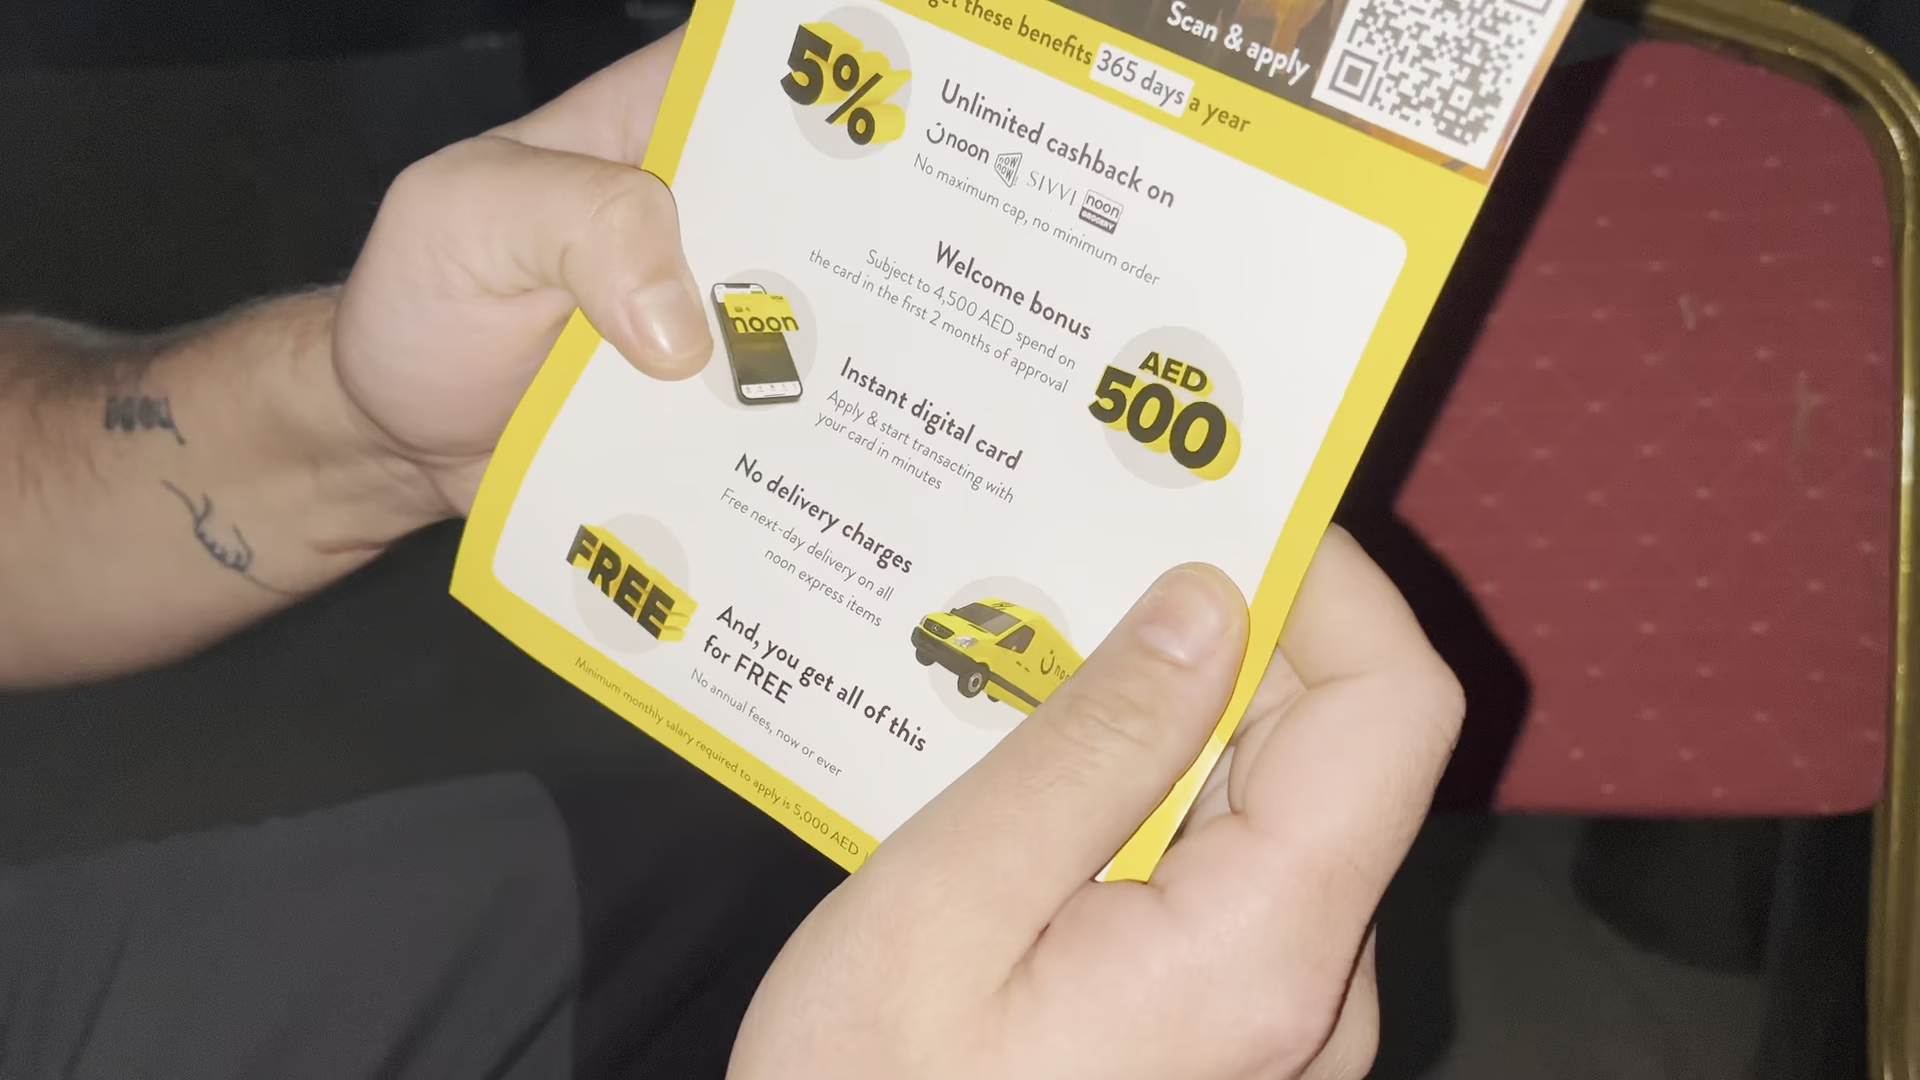 these benefits 365 days a year
Scan & apply
5%
Unlimited cashback on
noon NOW NOW SIVVI noon GROCERY
No maximum cap, no minimum order
Welcome bonus
Subject to 4,500 AED spend on
the card in the first 2 months of approval
AED
500
noon
Instant digital card
Apply & start transacting with
your card in minutes
No delivery charges
Free next-day delivery on all
noon express items
FREE
And, you get all of this
for FREE
No annual fees, now or ever
Minimum monthly salary required to apply is 5,000 AED